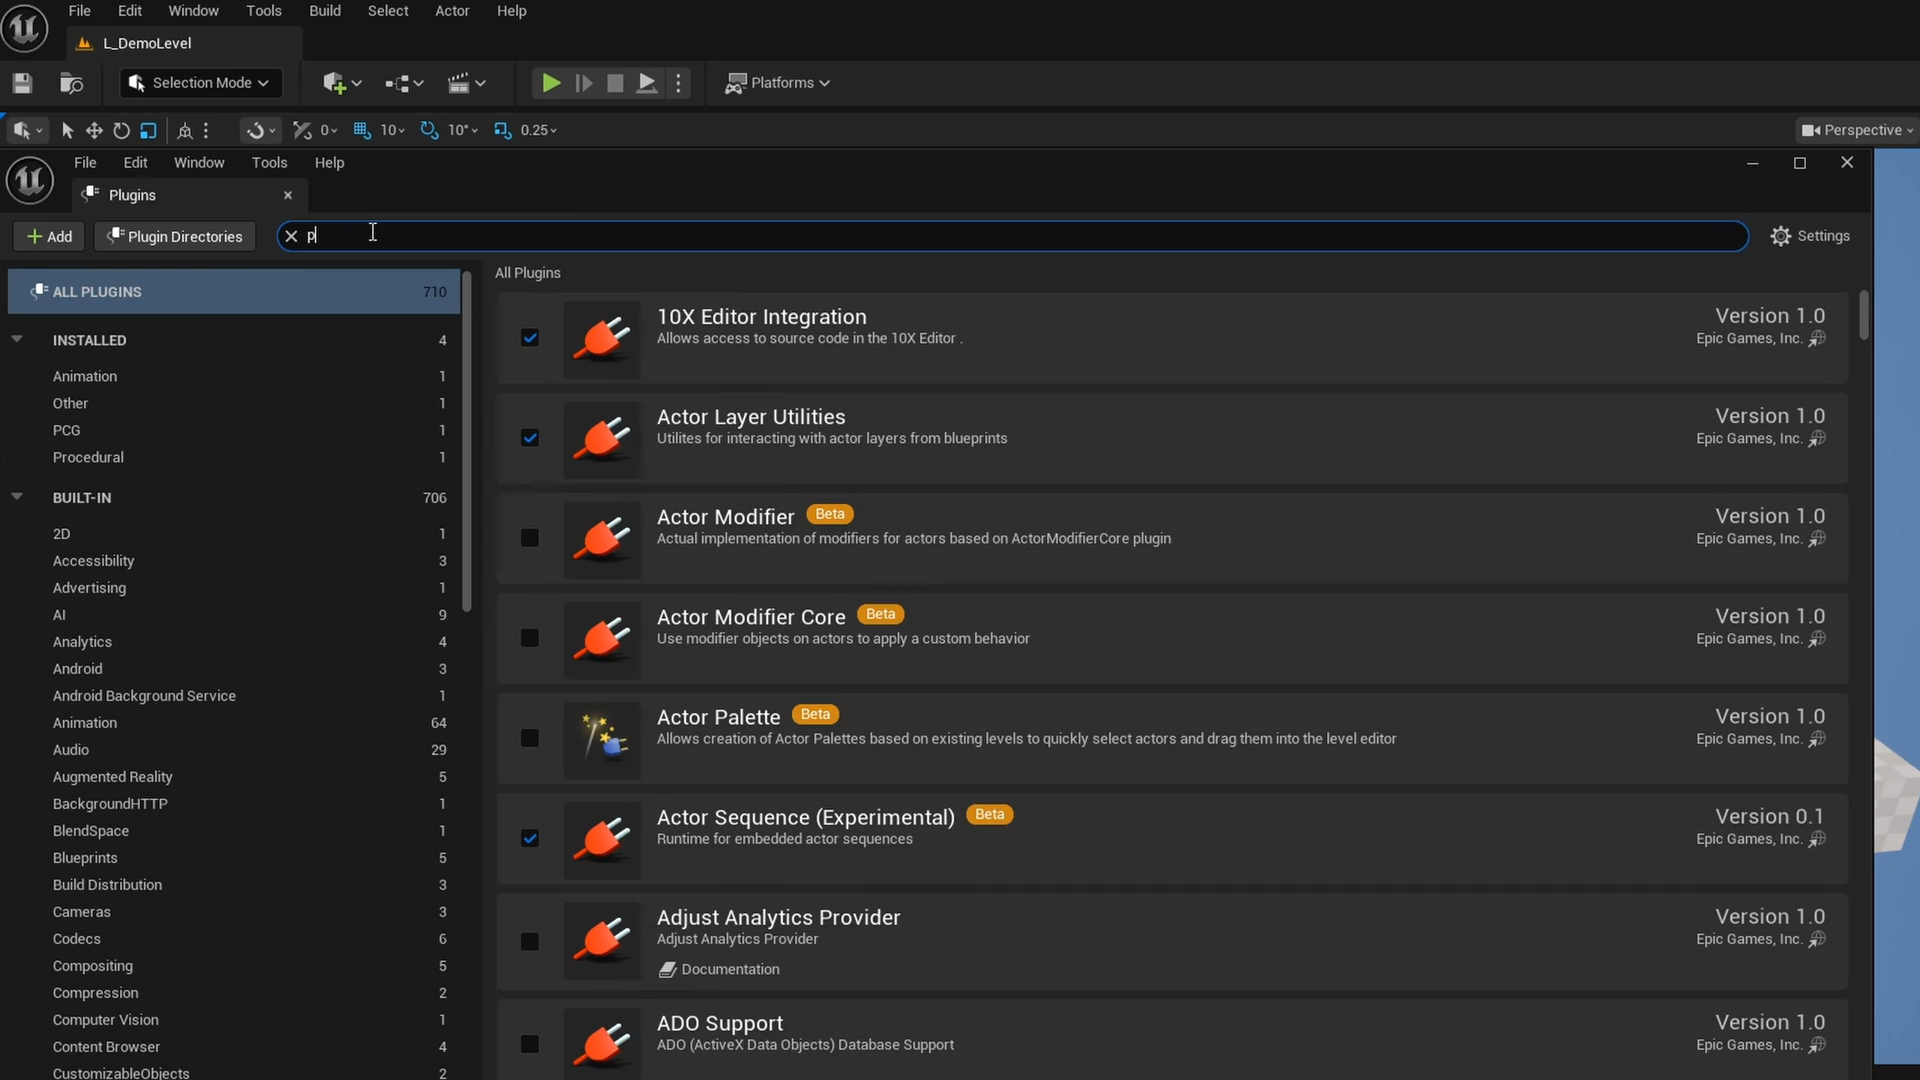 File Edit Window Tools Build Select Actor Help
L_DemoLevel
Selection Mode Platforms
0 10 10° 0.25 Perspective
File Edit Window Tools Help
Plugins
Add Plugin Directories p Settings
ALL PLUGINS 710
INSTALLED 4
Animation 1
Other 1
PCG 1
Procedural 1
BUILT-IN 706
2D 1
Accessibility 3
Advertising 1
AI 9
Analytics 4
Android 3
Android Background Service 1
Animation 64
Audio 29
Augmented Reality 5
BackgroundHTTP 1
BlendSpace 1
Blueprints 5
Build Distribution 3
Cameras 3
Codecs 6
Compositing 5
Compression 2
Computer Vision 1
Content Browser 4
CustomizableObjects 2
All Plugins
10X Editor Integration Version 1.0
Allows access to source code in the 10X Editor . Epic Games, Inc.
Actor Layer Utilities Version 1.0
Utilites for interacting with actor layers from blueprints Epic Games, Inc.
Actor Modifier Beta Version 1.0
Actual implementation of modifiers for actors based on ActorModifierCore plugin Epic Games, Inc.
Actor Modifier Core Beta Version 1.0
Use modifier objects on actors to apply a custom behavior Epic Games, Inc.
Actor Palette Beta Version 1.0
Allows creation of Actor Palettes based on existing levels to quickly select actors and drag them into the level editor Epic Games, Inc.
Actor Sequence (Experimental) Beta Version 0.1
Runtime for embedded actor sequences Epic Games, Inc.
Adjust Analytics Provider Version 1.0
Adjust Analytics Provider Epic Games, Inc.
Documentation
ADO Support Version 1.0
ADO (ActiveX Data Objects) Database Support Epic Games, Inc.